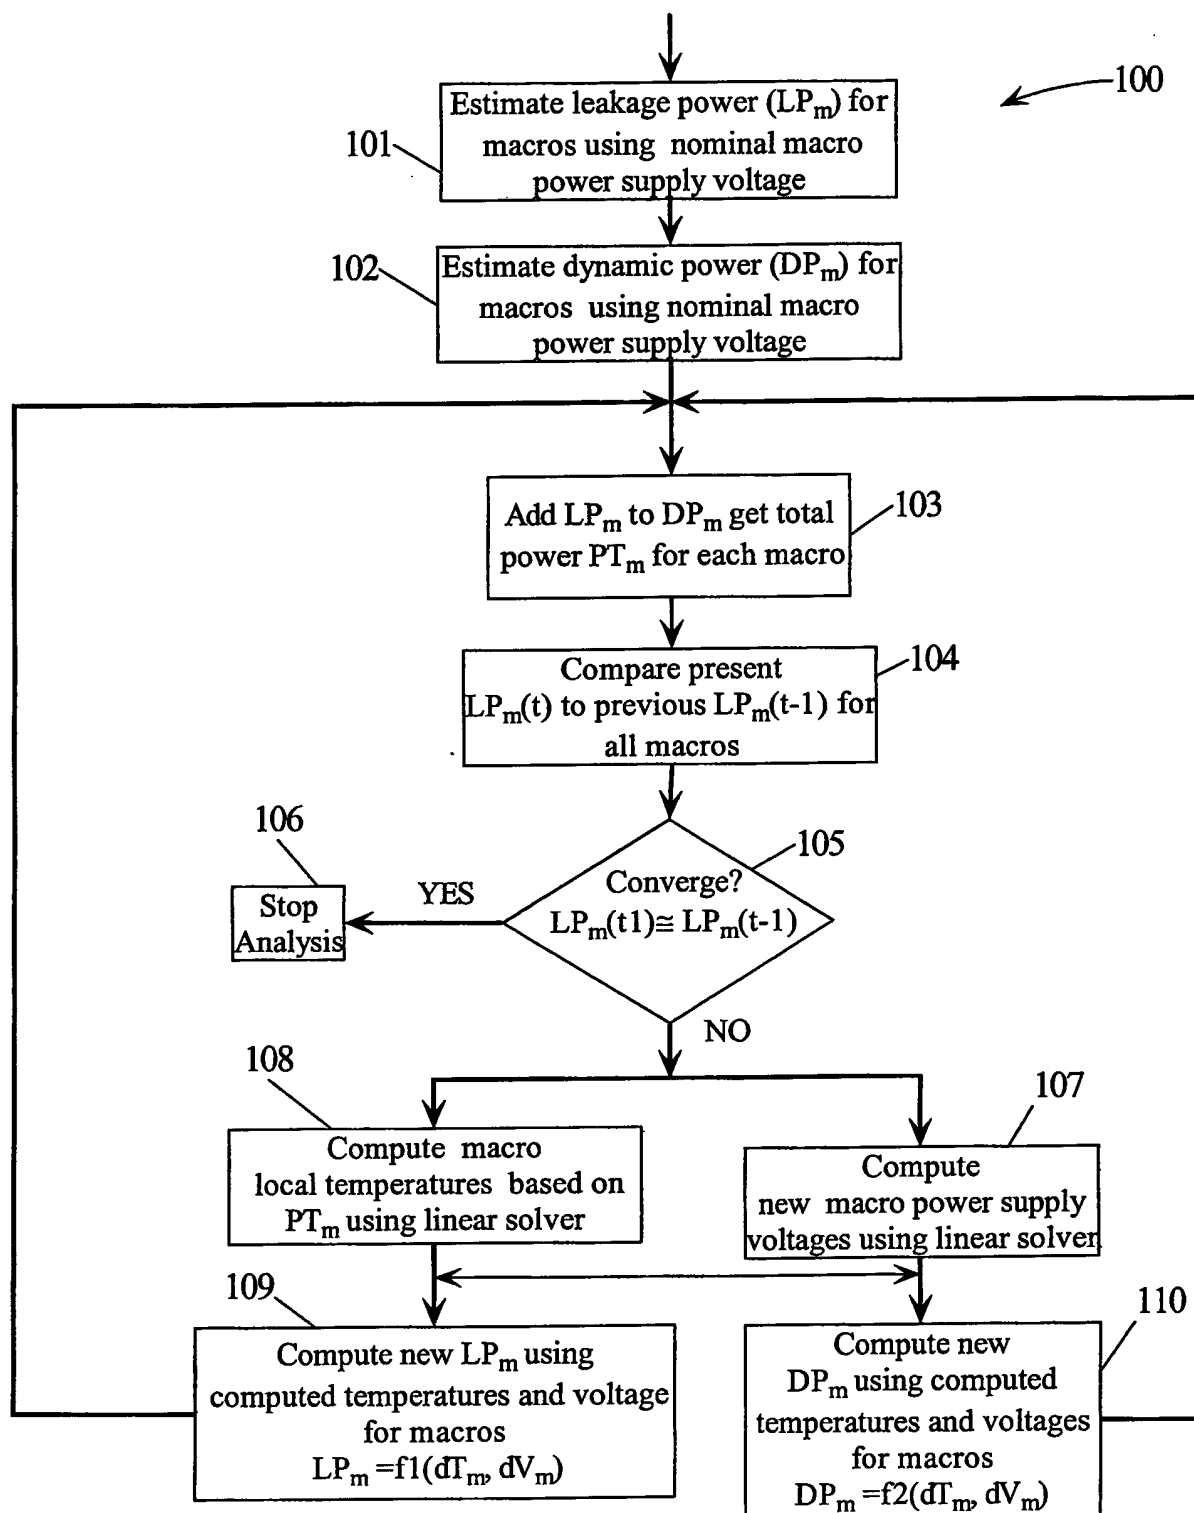 100
Estimate leakage power (LPm) for
macros using nominal macro
power supply voltage
101
Estimate dynamic power (DPm) for
macros using nominal macro
power supply voltage
102
Add LPm to DPm get total
power PTm for each macro
103
Compare present
LPm(t) to previous LPm(t-1) for
all macros
104
Converge?
LPm(t1)≅ LPm(t-1)
105
YES
106
Stop
Analysis
NO
108
Compute macro
local temperatures based on
PTm using linear solver
107
Compute
new macro power supply
voltages using linear solver
109
Compute new LPm using
computed temperatures and voltage
for macros
LPm =f1(dTm, dVm)
110
Compute new
DPm using computed
temperatures and voltages
for macros
DPm =f2(dTm, dVm)